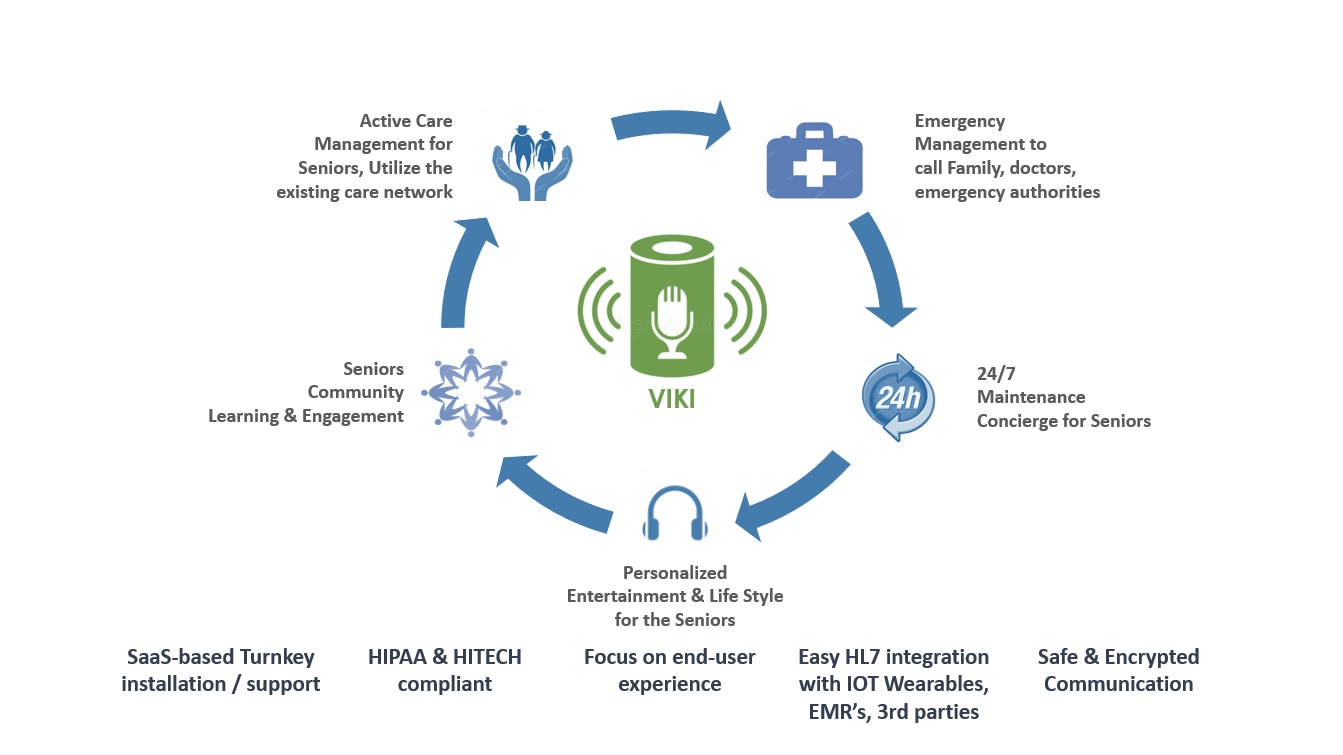 Active Care
Management for
Seniors, Utilize the
existing care network
Emergency
Management to
call Family, doctors,
emergency authorities
VIKI
Seniors
Community
Learning & Engagement
24h
24/7
Maintenance
Concierge for Seniors
Personalized
Entertainment & Life Style
for the Seniors
SaaS-based Turnkey
installation / support
HIPAA & HITECH
compliant
Focus on end-user
experience
Easy HL7 integration
with IOT Wearables,
EMR’s, 3rd parties
Safe & Encrypted
Communication